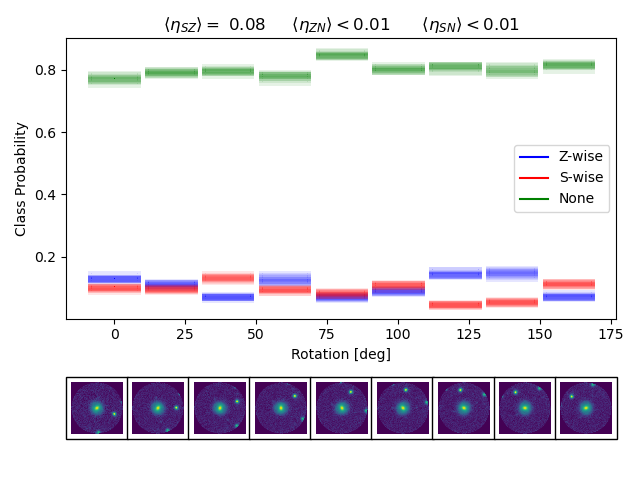 ⟨η_SZ⟩ = 0.08 ⟨η_ZN⟩ < 0.01 ⟨η_SN⟩ < 0.01
0.8
0.6
0.4
0.2
Class Probability
Z-wise
S-wise
None
0 25 50 75 100 125 150 175
Rotation [deg]